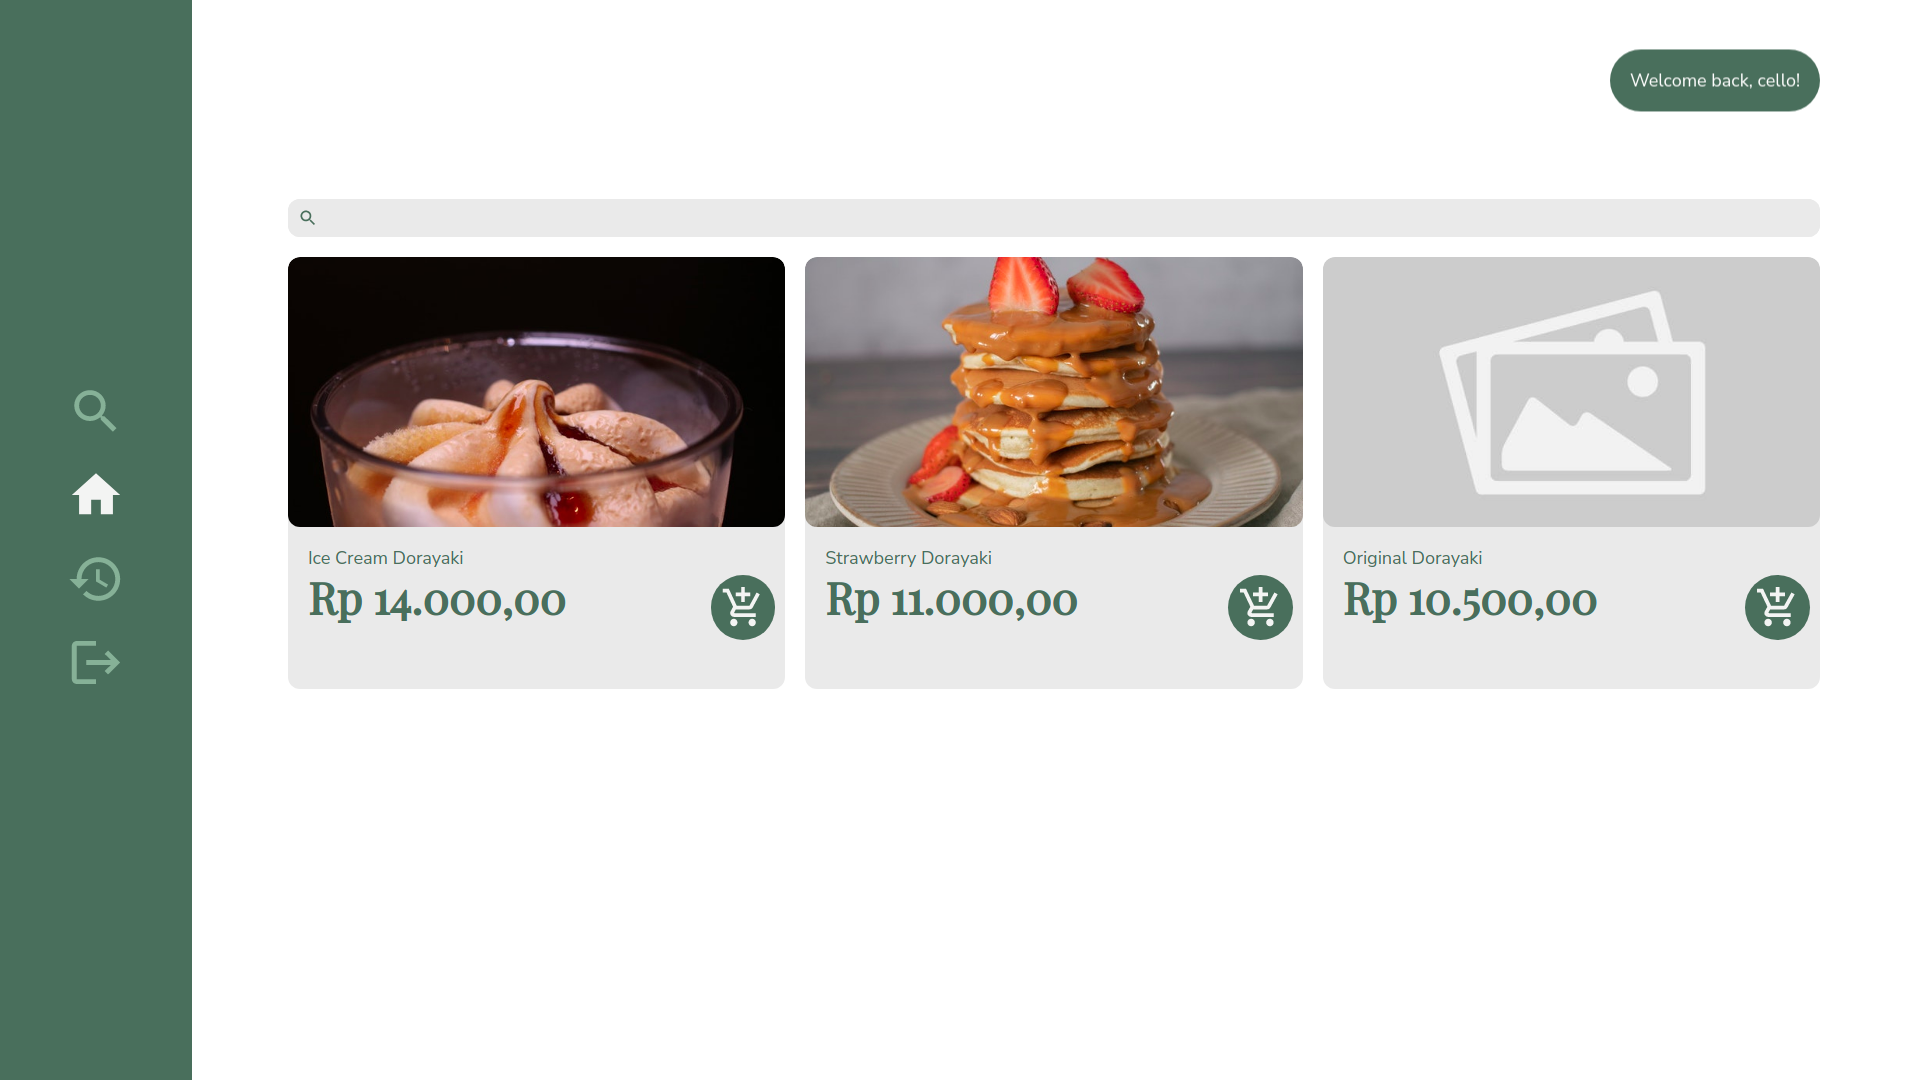 Welcome back, cello!
Ice Cream Dorayaki
Rp 14.000,00
Strawberry Dorayaki
Rp 11.000,00
Original Dorayaki
Rp 10.500,00